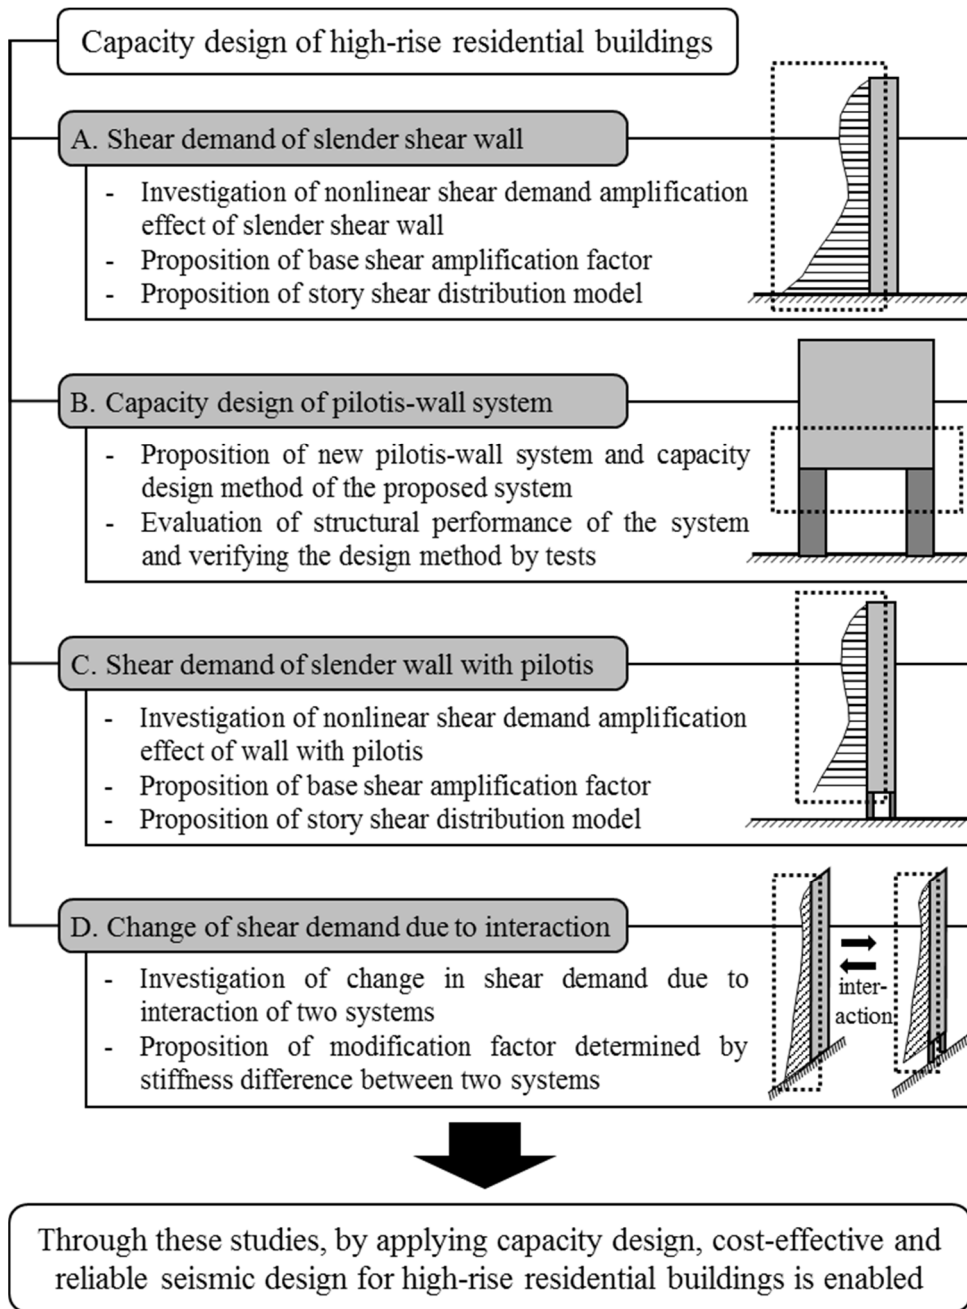 Capacity design of high-rise residential buildings
A. Shear demand of slender shear wall
- Investigation of nonlinear shear demand amplification
effect of slender shear wall
- Proposition of base shear amplification factor
- Proposition of story shear distribution model
B. Capacity design of pilotis-wall system
- Proposition of new pilotis-wall system and capacity
design method of the proposed system
- Evaluation of structural performance of the system
and verifying the design method by tests
C. Shear demand of slender wall with pilotis
- Investigation of nonlinear shear demand amplification
effect of wall with pilotis
- Proposition of base shear amplification factor
- Proposition of story shear distribution model
D. Change of shear demand due to interaction
- Investigation of change in shear demand due to
interaction of two systems
- Proposition of modification factor determined by
stiffness difference between two systems
inter-
action
Through these studies, by applying capacity design, cost-effective and
reliable seismic design for high-rise residential buildings is enabled